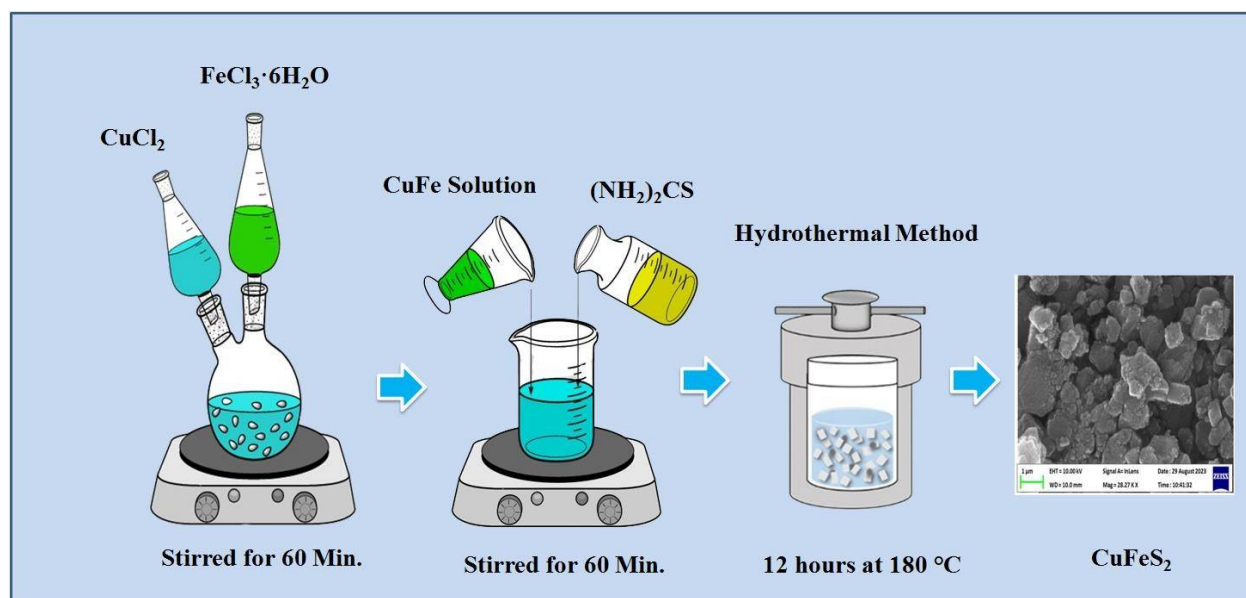 FeCl₃·6H₂O
CuCl₂
CuFe Solution
(NH₂)₂CS
Hydrothermal Method
1 µm
EHT = 10.00 kV
Signal A = InLens
Date : 29 August 2023
WD = 10.0 mm
Mag = 28.27 K X
Time : 10:41:32
ZEISS
Stirred for 60 Min.
Stirred for 60 Min.
12 hours at 180 °C
CuFeS₂